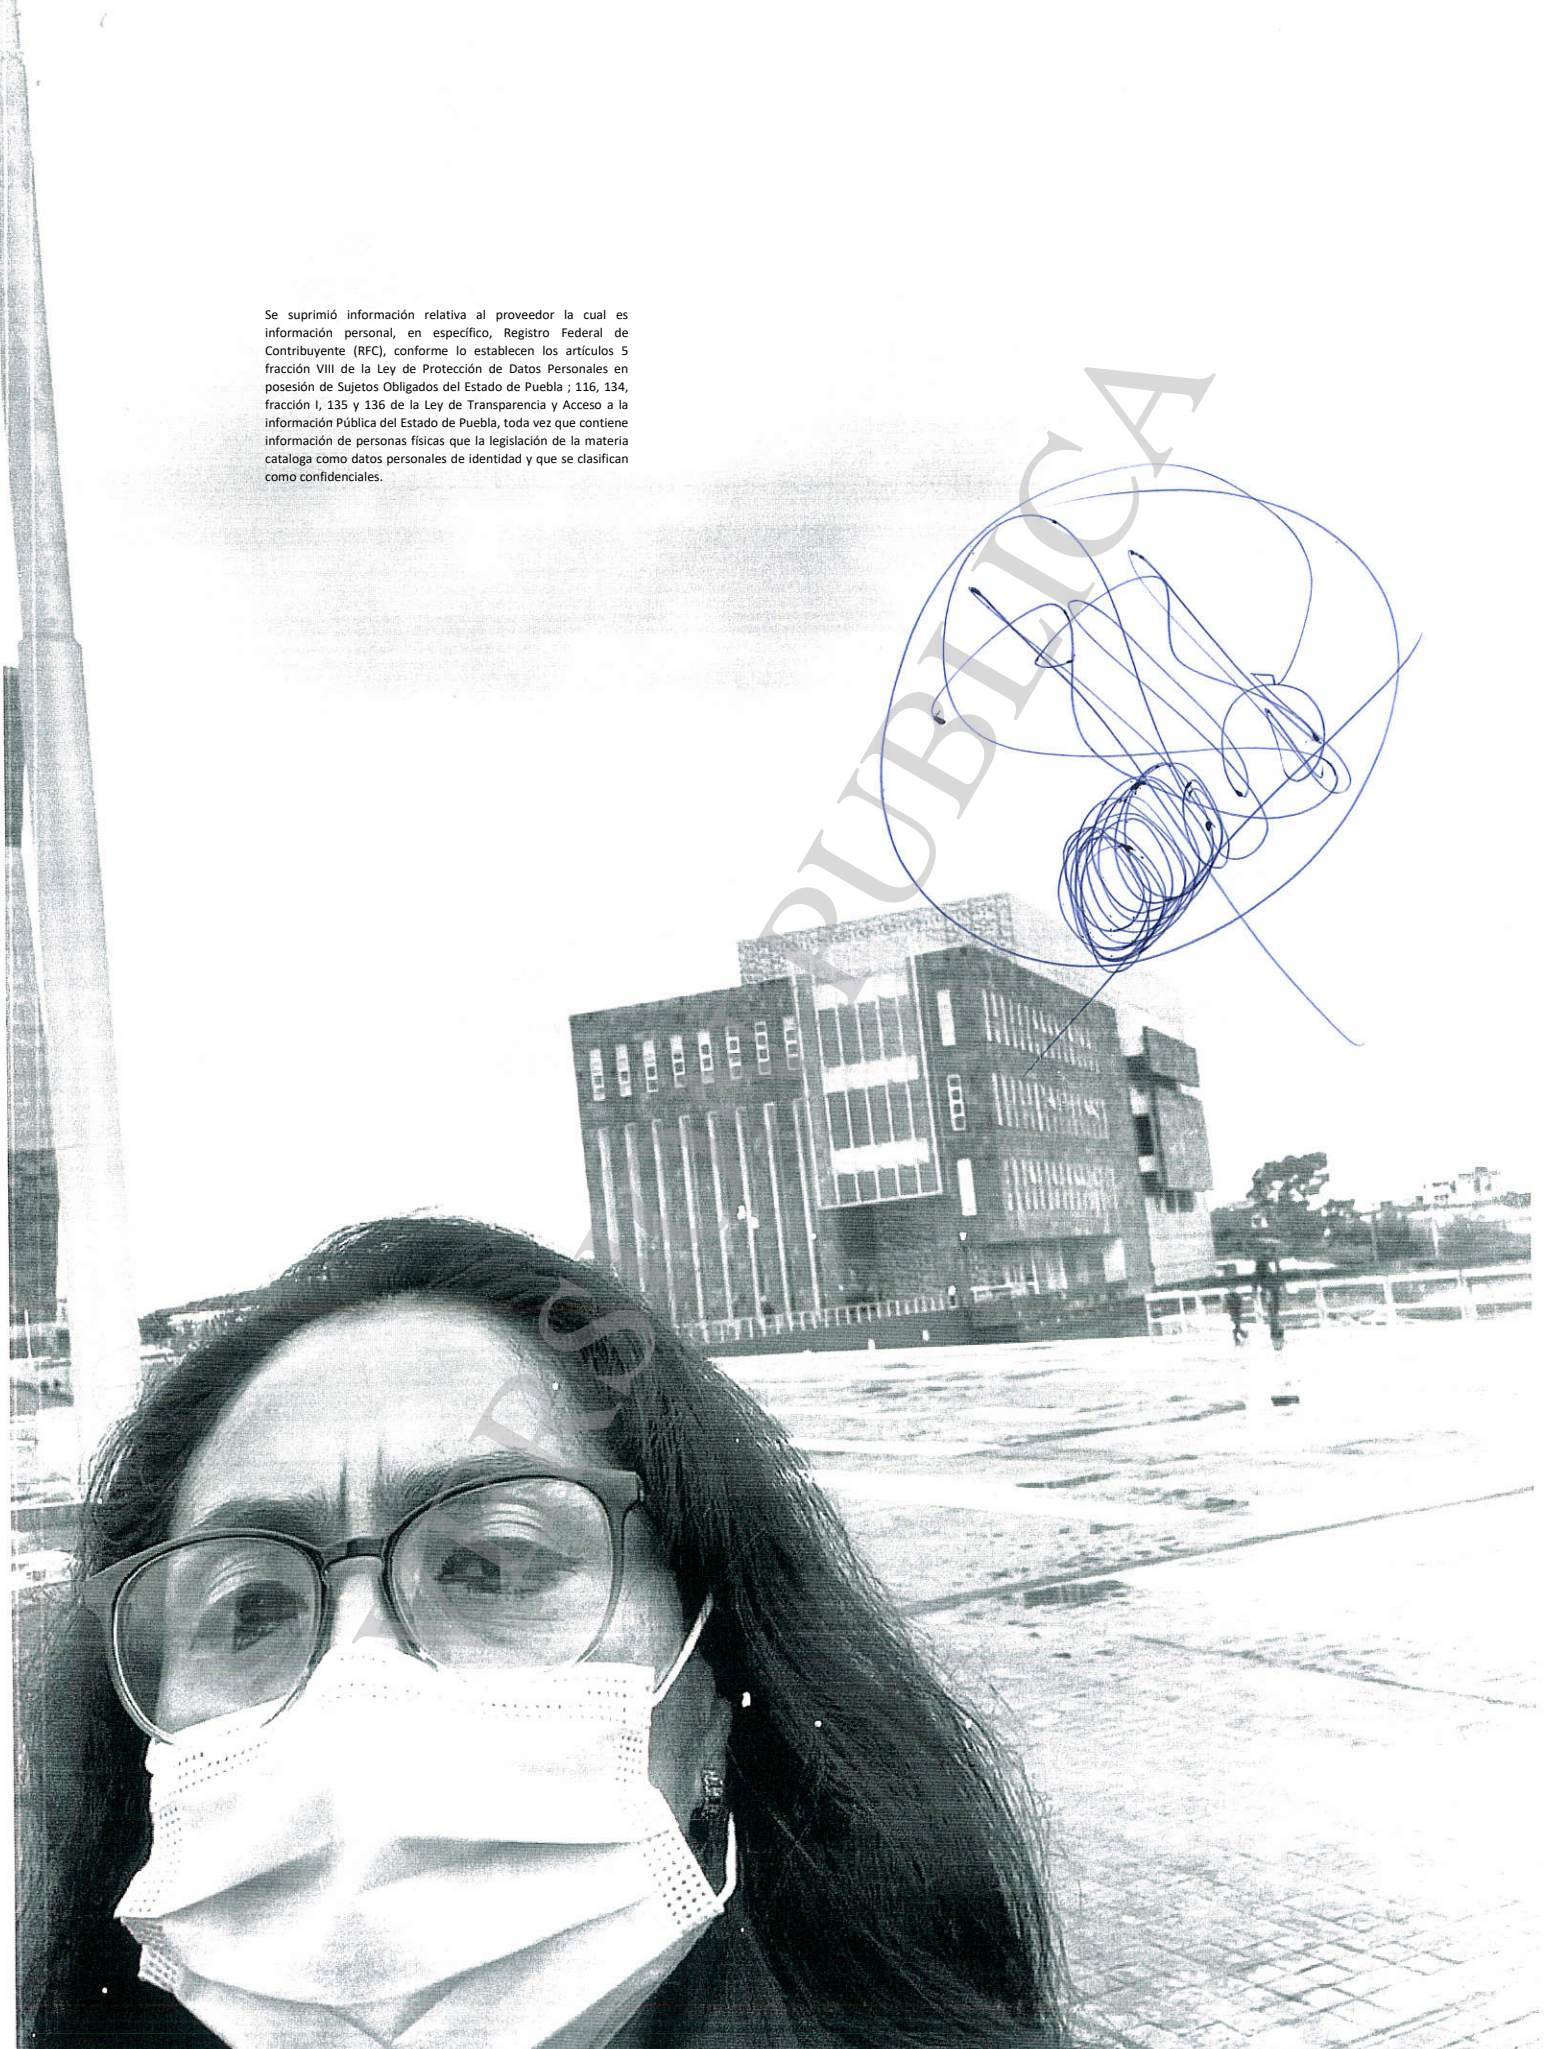 Se suprimió información relativa al proveedor la cual es
información personal, en específico, Registro Federal de
Contribuyente (RFC), conforme lo establecen los artículos 5
fracción VIII de la Ley de Protección de Datos Personales en
posesión de Sujetos Obligados del Estado de Puebla ; 116, 134,
fracción I, 135 y 136 de la Ley de Transparencia y Acceso a la
información Pública del Estado de Puebla, toda vez que contiene
información de personas físicas que la legislación de la materia
cataloga como datos personales de identidad y que se clasifican
como confidenciales.
PUBLICA